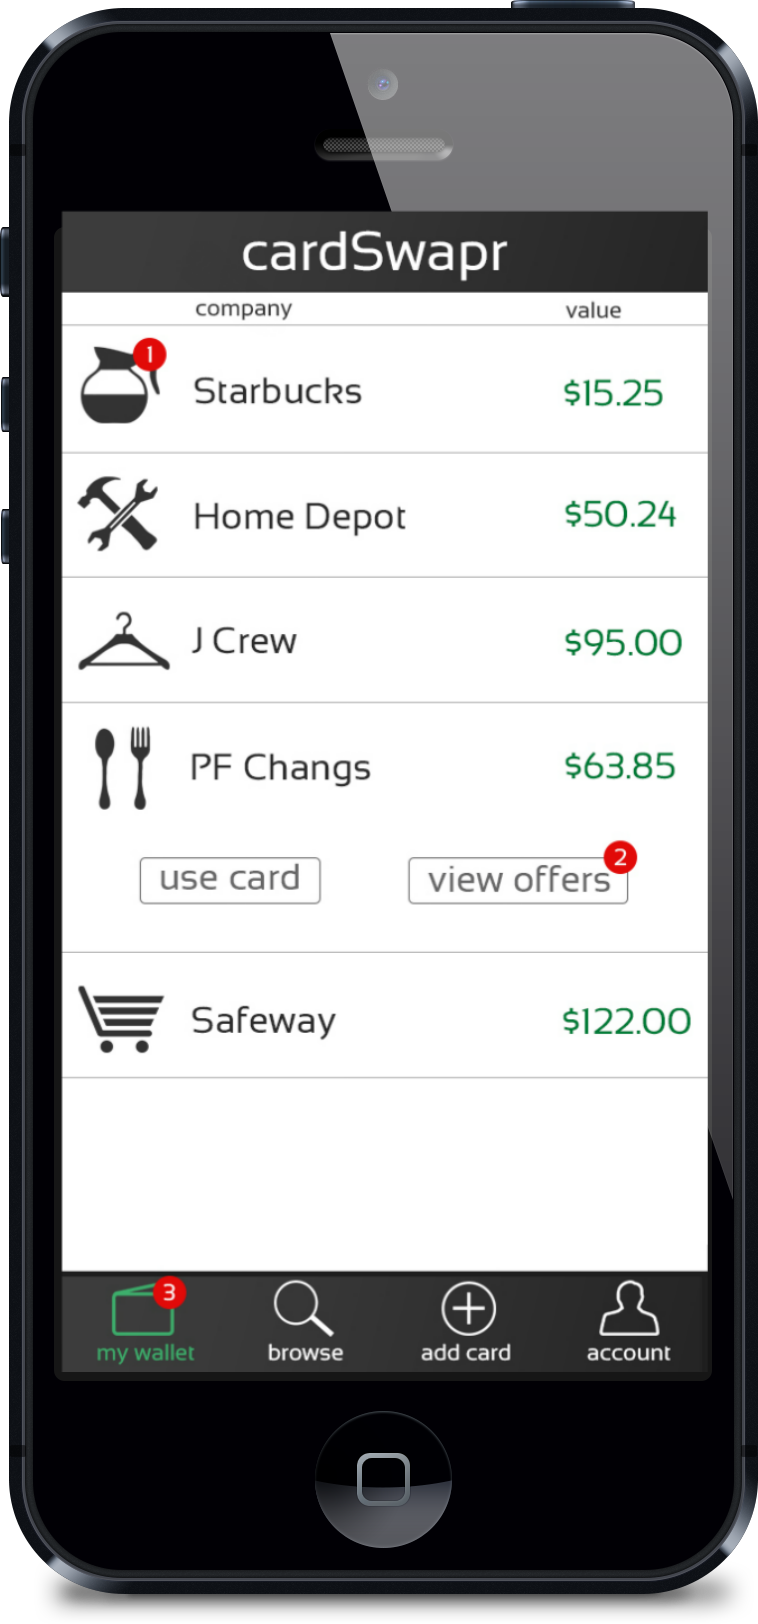 cardSwapr
company value
1
Starbucks $15.25
Home Depot $50.24
J Crew $95.00
PF Changs $63.85
use card view offers 2
Safeway $122.00
3
my wallet browse add card account